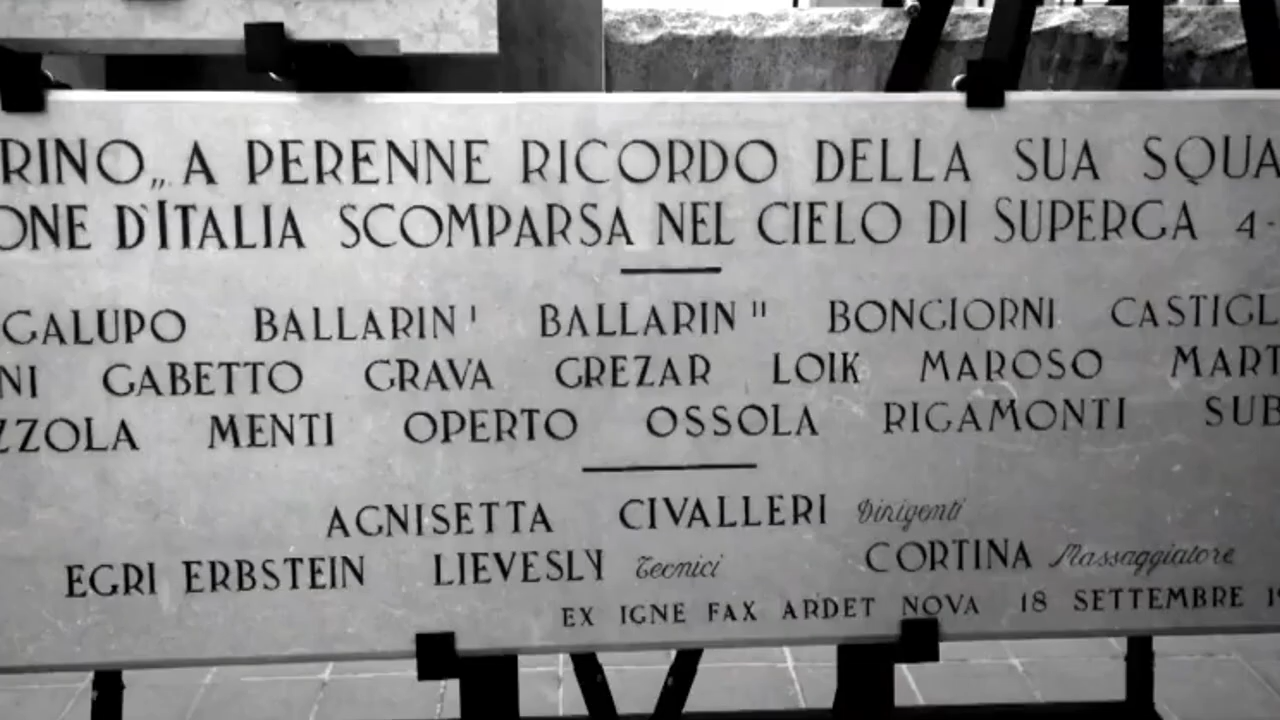 RINO„ A PERENNE RICORDO DELLA SUA SQUA
ONE D'ITALIA SCOMPARSA NEL CIELO DI SUPERGA 4-
GALUPO BALLARIN I BALLARIN II BONGIORNI CASTIGL
NI GABETTO GRAVA GREZAR LOIK MAROSO MART
ZZOLA MENTI OPERTO OSSOLA RIGAMONTI SUB
AGNISETTA CIVALLERI Dirigenti
EGRI ERBSTEIN LIEVESLY Tecnici CORTINA Massaggiatore
EX IGNE FAX ARDET NOVA 18 SETTEMBRE 19